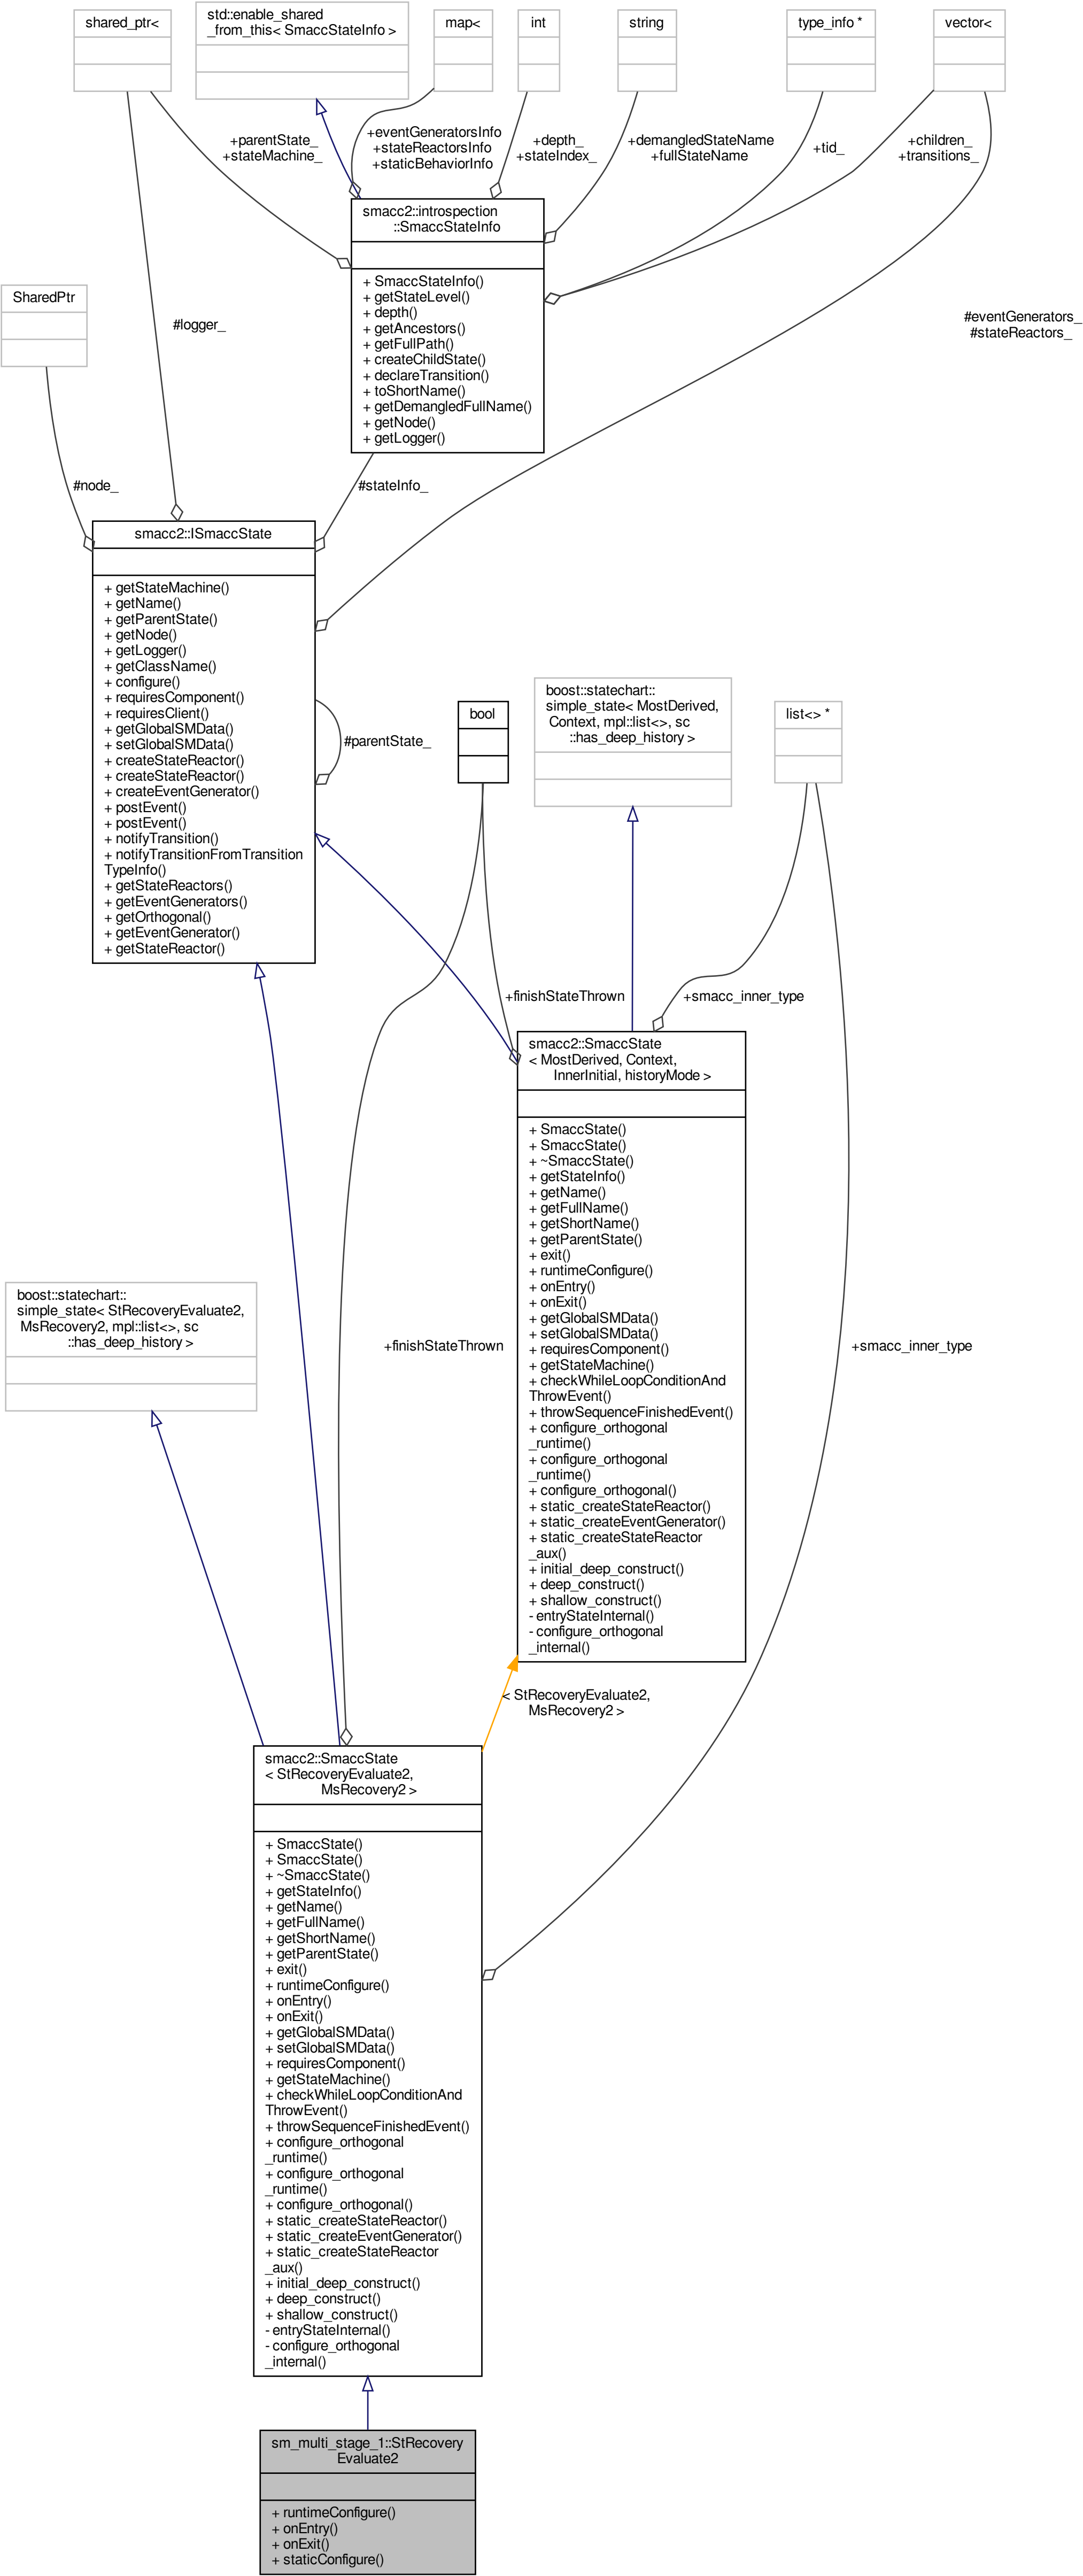 shared_ptr<
std::enable_shared
_from_this< SmaccStateInfo >
map<
int
string
type_info *
vector<
+parentState_
+stateMachine_
+eventGeneratorsInfo
+stateReactorsInfo
+staticBehaviorInfo
+depth_
+stateIndex_
+demangledStateName
+fullStateName
+tid_
+children_
+transitions_
smacc2::introspection
::SmaccStateInfo
+ SmaccStateInfo()
+ getStateLevel()
+ depth()
+ getAncestors()
+ getFullPath()
+ createChildState()
+ declareTransition()
+ toShortName()
+ getDemangledFullName()
+ getNode()
+ getLogger()
SharedPtr
#logger_
#eventGenerators_
#stateReactors_
#node_
#stateInfo_
smacc2::ISmaccState
+ getStateMachine()
+ getName()
+ getParentState()
+ getNode()
+ getLogger()
+ getClassName()
+ configure()
+ requiresComponent()
+ requiresClient()
+ getGlobalSMData()
+ setGlobalSMData()
+ createStateReactor()
+ createStateReactor()
+ createEventGenerator()
+ postEvent()
+ postEvent()
+ notifyTransition()
+ notifyTransitionFromTransition
TypeInfo()
+ getStateReactors()
+ getEventGenerators()
+ getOrthogonal()
+ getEventGenerator()
+ getStateReactor()
#parentState_
bool
boost::statechart::
simple_state< MostDerived,
Context, mpl::list<>, sc
::has_deep_history >
list<> *
+finishStateThrown
+smacc_inner_type
smacc2::SmaccState
< MostDerived, Context,
InnerInitial, historyMode >
+ SmaccState()
+ SmaccState()
+ ~SmaccState()
+ getStateInfo()
+ getName()
+ getFullName()
+ getShortName()
+ getParentState()
+ exit()
+ runtimeConfigure()
+ onEntry()
+ onExit()
+ getGlobalSMData()
+ setGlobalSMData()
+ requiresComponent()
+ getStateMachine()
+ checkWhileLoopConditionAnd
ThrowEvent()
+ throwSequenceFinishedEvent()
+ configure_orthogonal
_runtime()
+ configure_orthogonal
_runtime()
+ configure_orthogonal()
+ static_createStateReactor()
+ static_createEventGenerator()
+ static_createStateReactor
_aux()
+ initial_deep_construct()
+ deep_construct()
+ shallow_construct()
- entryStateInternal()
- configure_orthogonal
_internal()
boost::statechart::
simple_state< StRecoveryEvaluate2,
MsRecovery2, mpl::list<>, sc
::has_deep_history >
+finishStateThrown
+smacc_inner_type
< StRecoveryEvaluate2,
MsRecovery2 >
smacc2::SmaccState
< StRecoveryEvaluate2,
MsRecovery2 >
+ SmaccState()
+ SmaccState()
+ ~SmaccState()
+ getStateInfo()
+ getName()
+ getFullName()
+ getShortName()
+ getParentState()
+ exit()
+ runtimeConfigure()
+ onEntry()
+ onExit()
+ getGlobalSMData()
+ setGlobalSMData()
+ requiresComponent()
+ getStateMachine()
+ checkWhileLoopConditionAnd
ThrowEvent()
+ throwSequenceFinishedEvent()
+ configure_orthogonal
_runtime()
+ configure_orthogonal
_runtime()
+ configure_orthogonal()
+ static_createStateReactor()
+ static_createEventGenerator()
+ static_createStateReactor
_aux()
+ initial_deep_construct()
+ deep_construct()
+ shallow_construct()
- entryStateInternal()
- configure_orthogonal
_internal()
sm_multi_stage_1::StRecovery
Evaluate2
+ runtimeConfigure()
+ onEntry()
+ onExit()
+ staticConfigure()